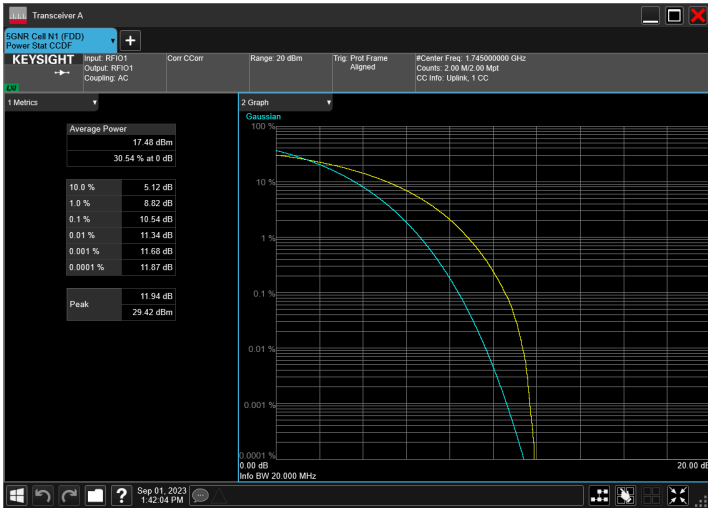 Transceiver A
5GNR Cell N1 (FDD)
Power Stat CCDF
KEYSIGHT
LXI
Input: RFIO1
Output: RFIO1
Coupling: AC
Corr CCorr
Range: 20 dBm
Trig: Prot Frame
Aligned
#Center Freq: 1.745000000 GHz
Counts: 2.00 M/2.00 Mpt
CC Info: Uplink, 1 CC
1 Metrics
Average Power
17.48 dBm
30.54 % at 0 dB
10.0 % 5.12 dB
1.0 % 8.82 dB
0.1 % 10.54 dB
0.01 % 11.34 dB
0.001 % 11.68 dB
0.0001 % 11.87 dB
Peak
11.94 dB
29.42 dBm
2 Graph
Gaussian
100 %
10 %
1 %
0.1 %
0.01 %
0.001 %
0.0001 %
0.00 dB
20.00 dB
Info BW 20.000 MHz
?
Sep 01, 2023
1:42:04 PM